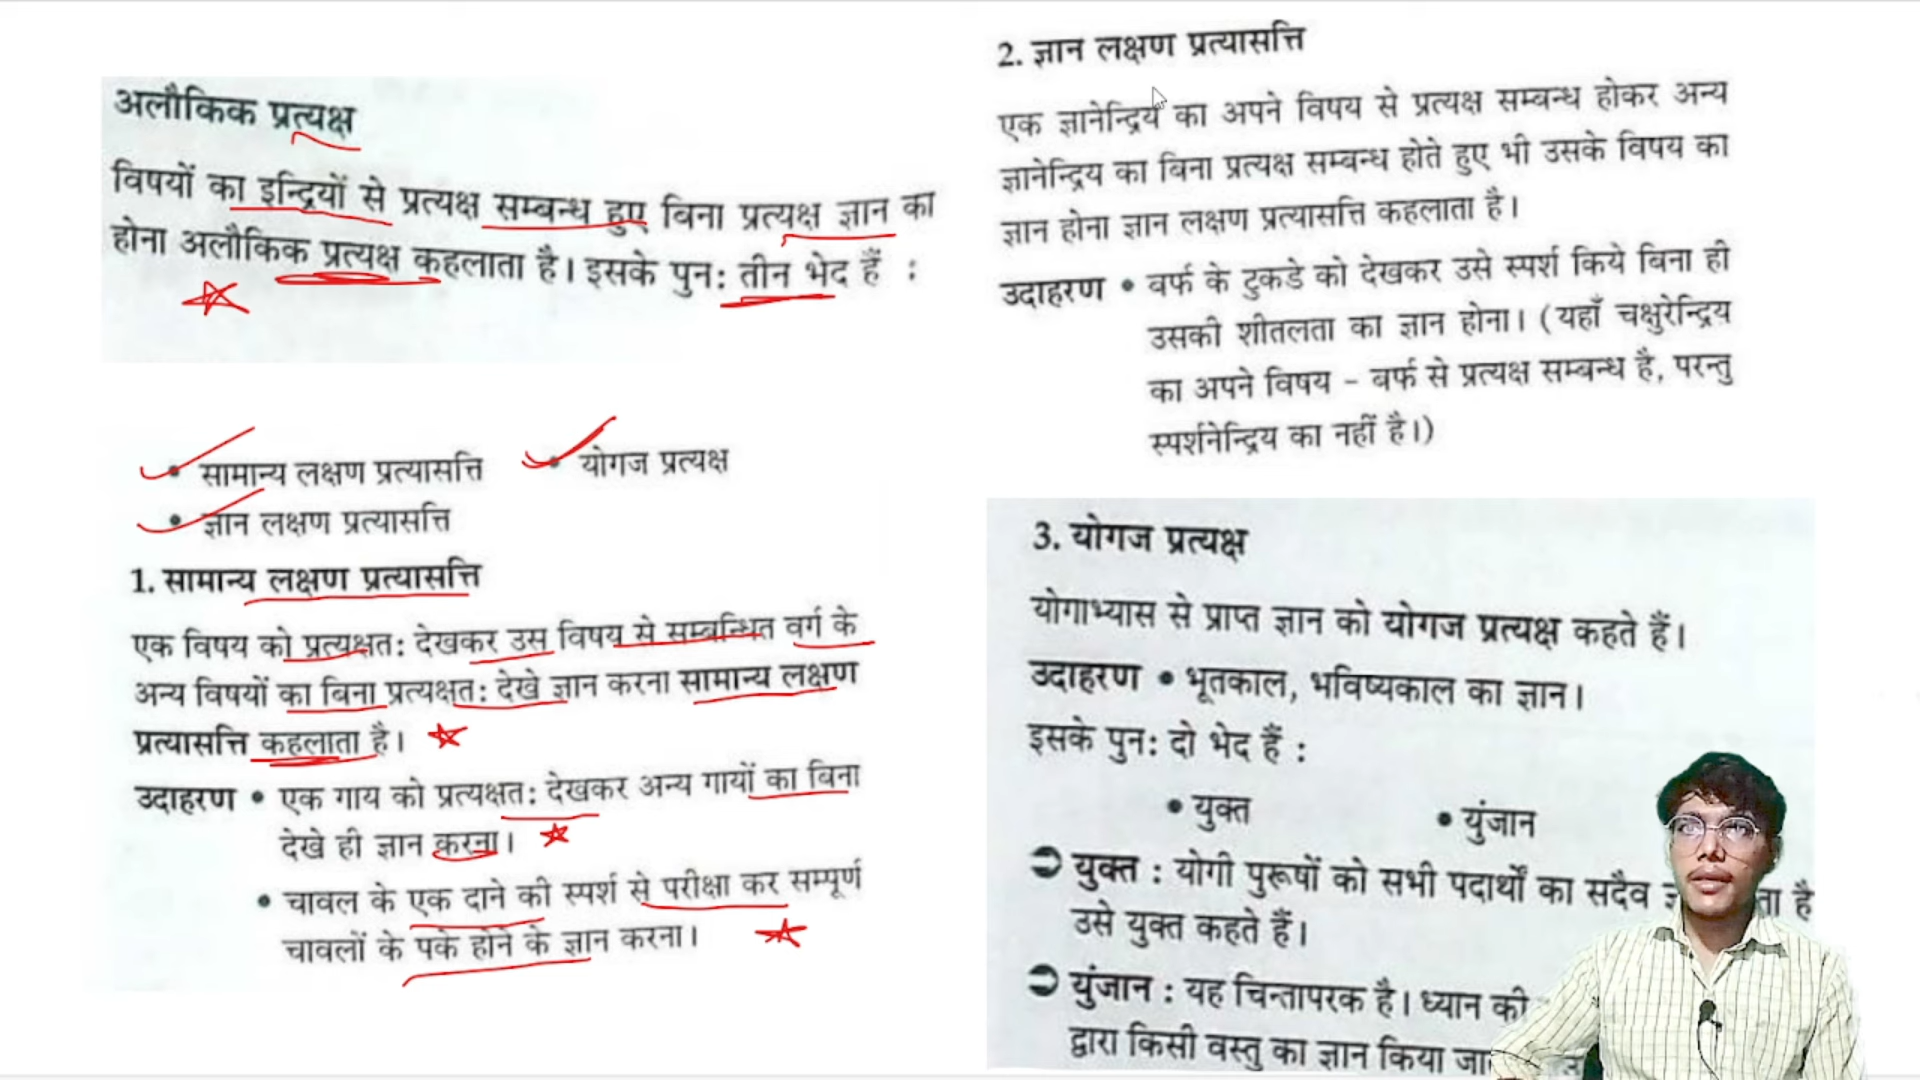 अलौकिक प्रत्यक्ष
विषयों का इन्द्रियों से प्रत्यक्ष सम्बन्ध हुए बिना प्रत्यक्ष ज्ञान का
होना अलौकिक प्रत्यक्ष कहलाता है। इसके पुन: तीन भेद हैं :
• सामान्य लक्षण प्रत्यासत्ति • योगज प्रत्यक्ष
• ज्ञान लक्षण प्रत्यासत्ति
1. सामान्य लक्षण प्रत्यासत्ति
एक विषय को प्रत्यक्षत: देखकर उस विषय से सम्बन्धित वर्ग के
अन्य विषयों का बिना प्रत्यक्षत: देखे ज्ञान करना सामान्य लक्षण
प्रत्यासत्ति कहलाता है।
उदाहरण • एक गाय को प्रत्यक्षत: देखकर अन्य गायों का बिना
देखे ही ज्ञान करना।
• चावल के एक दाने की स्पर्श से परीक्षा कर सम्पूर्ण
चावलों के पके होने के ज्ञान करना।
2. ज्ञान लक्षण प्रत्यासत्ति
एक ज्ञानेन्द्रिय का अपने विषय से प्रत्यक्ष सम्बन्ध होकर अन्य
ज्ञानेन्द्रिय का बिना प्रत्यक्ष सम्बन्ध होते हुए भी उसके विषय का
ज्ञान होना ज्ञान लक्षण प्रत्यासत्ति कहलाता है।
उदाहरण • बर्फ के टुकडे को देखकर उसे स्पर्श किये बिना ही
उसकी शीतलता का ज्ञान होना। (यहाँ चक्षुरेन्द्रिय
का अपने विषय - बर्फ से प्रत्यक्ष सम्बन्ध है, परन्तु
स्पर्शनेन्द्रिय का नहीं है।)
3. योगज प्रत्यक्ष
योगाभ्यास से प्राप्त ज्ञान को योगज प्रत्यक्ष कहते हैं।
उदाहरण • भूतकाल, भविष्यकाल का ज्ञान।
इसके पुन: दो भेद हैं :
• युक्त • युंजान
युक्त : योगी पुरूषों को सभी पदार्थों का सदैव है
उसे युक्त कहते हैं।
युंजान : यह चिन्तापरक है। ध्यान की
द्वारा किसी वस्तु का ज्ञान किया